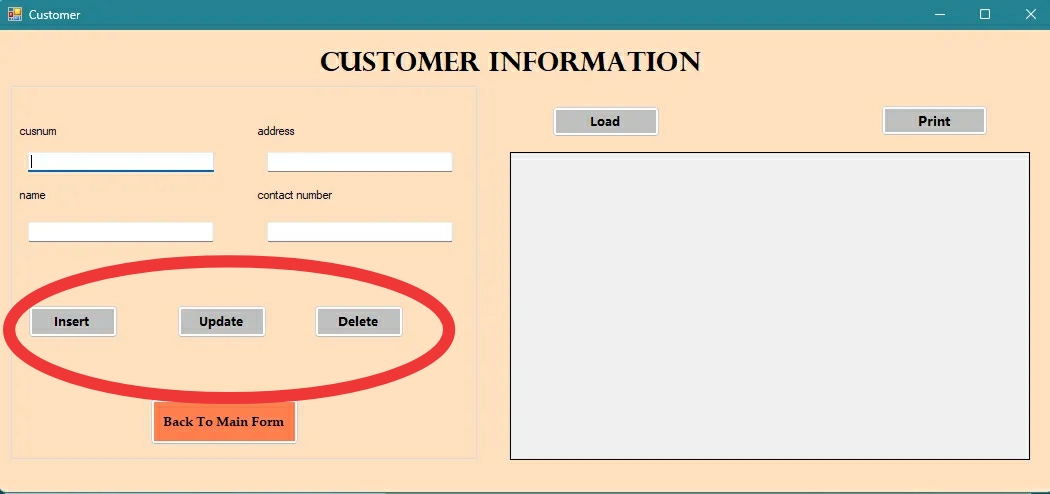 Customer
CUSTOMER INFORMATION
cusnum
address
name
contact number
Insert
Update
Delete
Back To Main Form
Load
Print